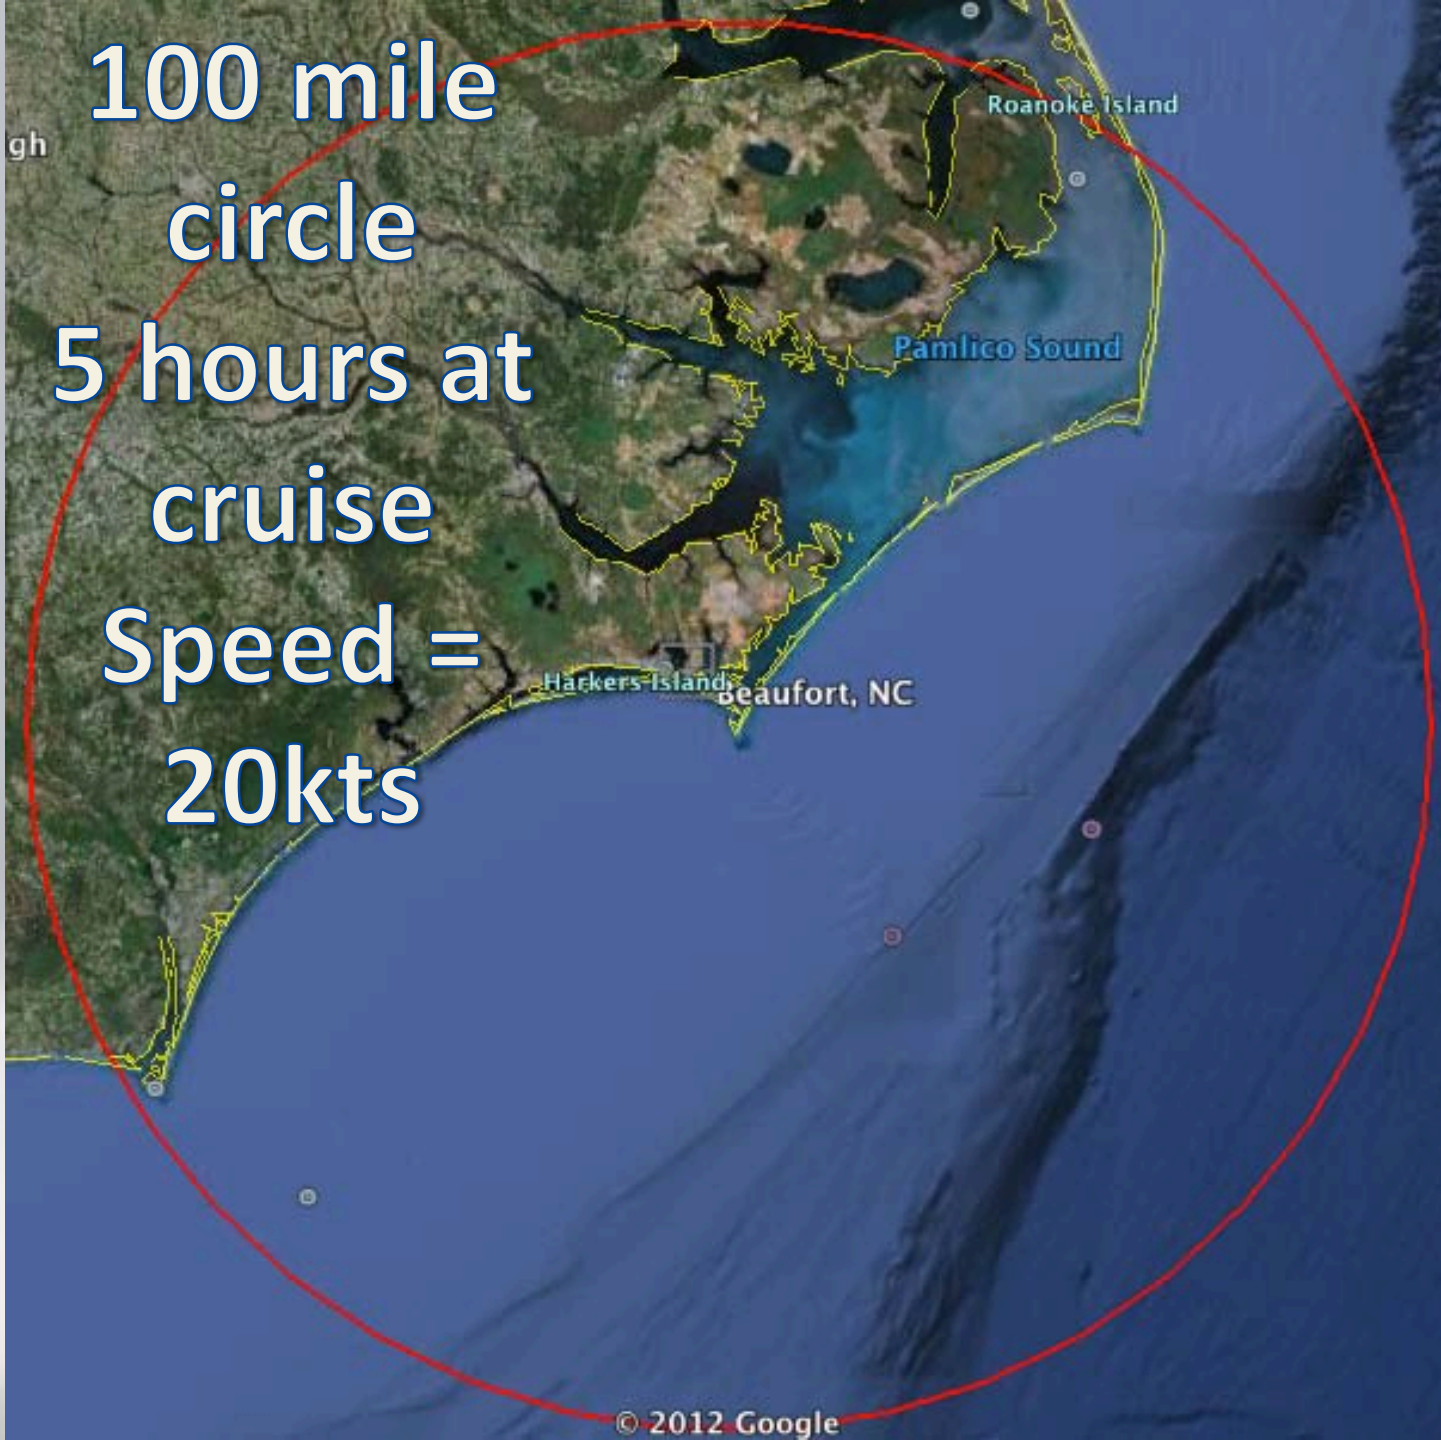 100 mile
circle
5 hours at
cruise
Speed =
20kts
gh
Roanoke Island
Pamlico Sound
Harkers Island
Beaufort, NC
© 2012 Google